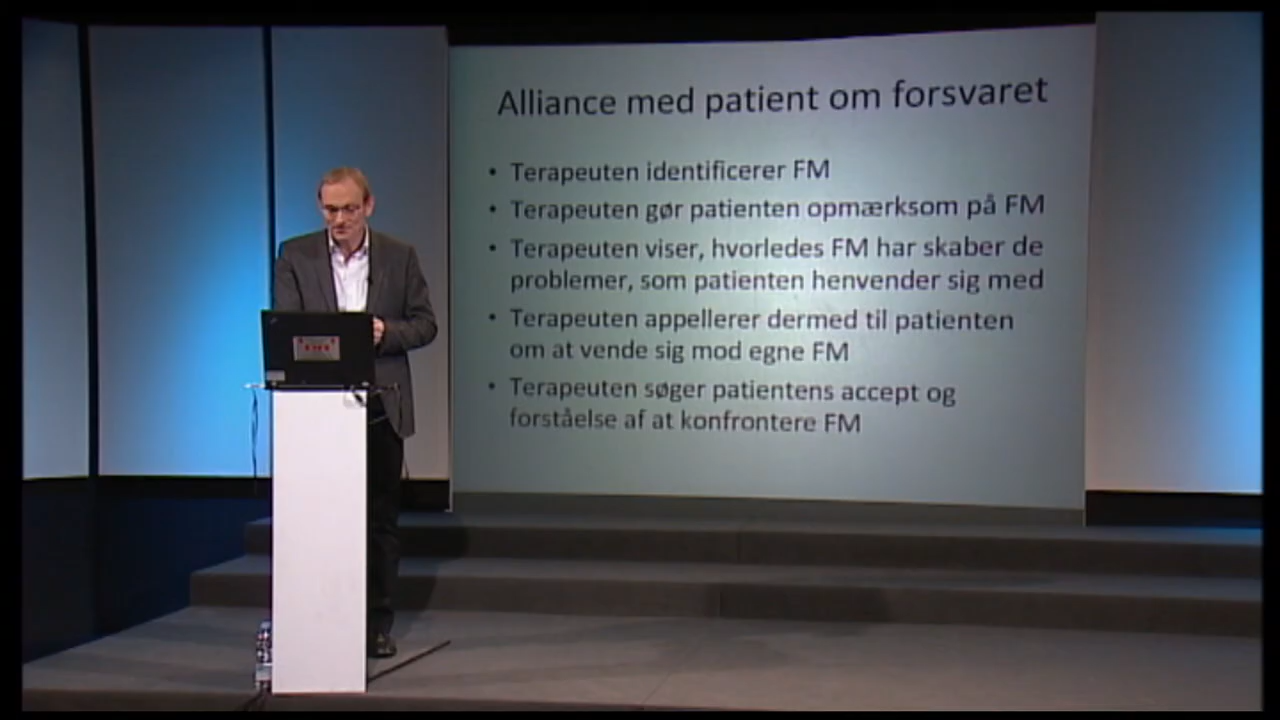 Alliance med patient om forsvaret
• Terapeuten identificerer FM
• Terapeuten gør patienten opmærksom på FM
• Terapeuten viser, hvorledes FM har skaber de
problemer, som patienten henvender sig med
• Terapeuten appellerer dermed til patienten
om at vende sig mod egne FM
• Terapeuten søger patientens accept og
forståelse af at konfrontere FM